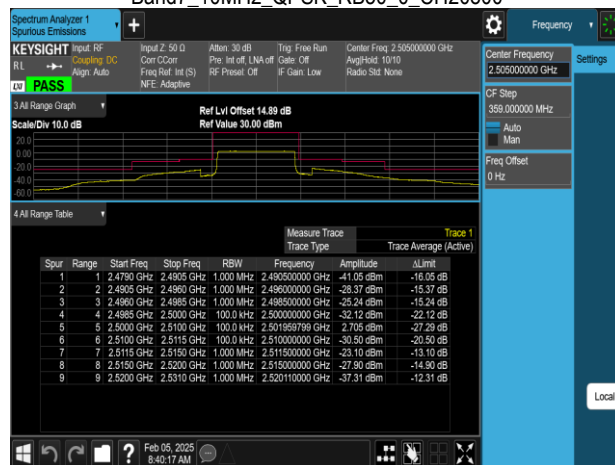 Spectrum Analyzer 1
Spurious Emissions
Frequency
KEYSIGHT Input: RF
RL
Coupling: DC
Align: Auto
Input Z: 50 Ω
Corr CCorr
Freq Ref: Int (S)
NFE: Adaptive
Atten: 30 dB
Pre: Int off, LNA off
RF Presel: Off
Trig: Free Run
Gate: Off
IF Gain: Low
Center Freq: 2.505000000 GHz
Avg|Hold: 10/10
Radio Std: None
LXI PASS
Center Frequency
2.505000000 GHz
Settings
CF Step
359.000000 MHz
Auto
Man
Freq Offset
0 Hz
3 All Range Graph
Scale/Div 10.0 dB
Ref Lvl Offset 14.89 dB
Ref Value 30.00 dBm
20.0
0.00
-20.0
-40.0
-60.0
4 All Range Table
Measure Trace Trace 1
Trace Type Trace Average (Active)
Spur Range Start Freq Stop Freq RBW Frequency Amplitude ΔLimit
1 1 2.4790 GHz 2.4905 GHz 1.000 MHz 2.490500000 GHz -41.05 dBm -16.05 dB
2 2 2.4905 GHz 2.4960 GHz 1.000 MHz 2.496000000 GHz -28.37 dBm -15.37 dB
3 3 2.4960 GHz 2.4985 GHz 1.000 MHz 2.498500000 GHz -25.24 dBm -15.24 dB
4 4 2.4985 GHz 2.5000 GHz 100.0 kHz 2.500000000 GHz -32.12 dBm -22.12 dB
5 5 2.5000 GHz 2.5100 GHz 100.0 kHz 2.501959799 GHz 2.705 dBm -27.29 dB
6 6 2.5100 GHz 2.5115 GHz 100.0 kHz 2.510000000 GHz -30.50 dBm -20.50 dB
7 7 2.5115 GHz 2.5150 GHz 1.000 MHz 2.511500000 GHz -23.10 dBm -13.10 dB
8 8 2.5150 GHz 2.5200 GHz 1.000 MHz 2.515000000 GHz -27.90 dBm -14.90 dB
9 9 2.5200 GHz 2.5310 GHz 1.000 MHz 2.520110000 GHz -37.31 dBm -12.31 dB
Local
Feb 05, 2025
8:40:17 AM